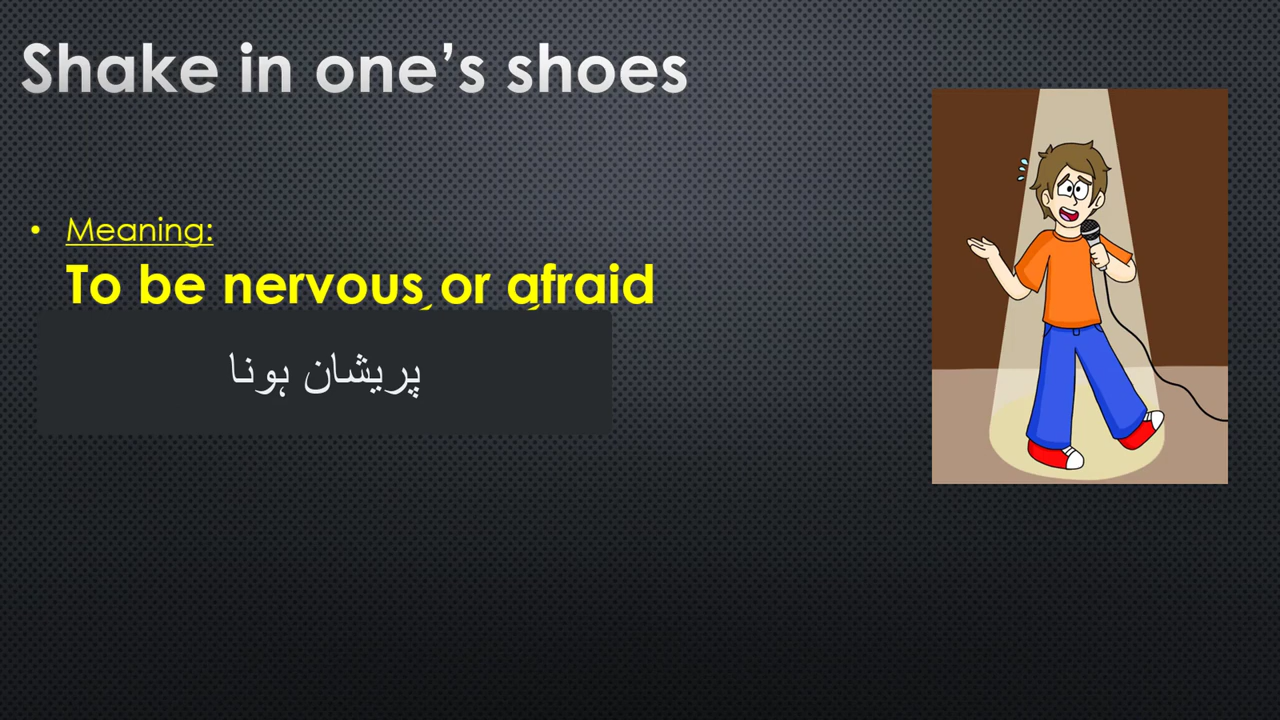 Shake in one’s shoes
• Meaning:
To be nervous or afraid
پریشان ہونا